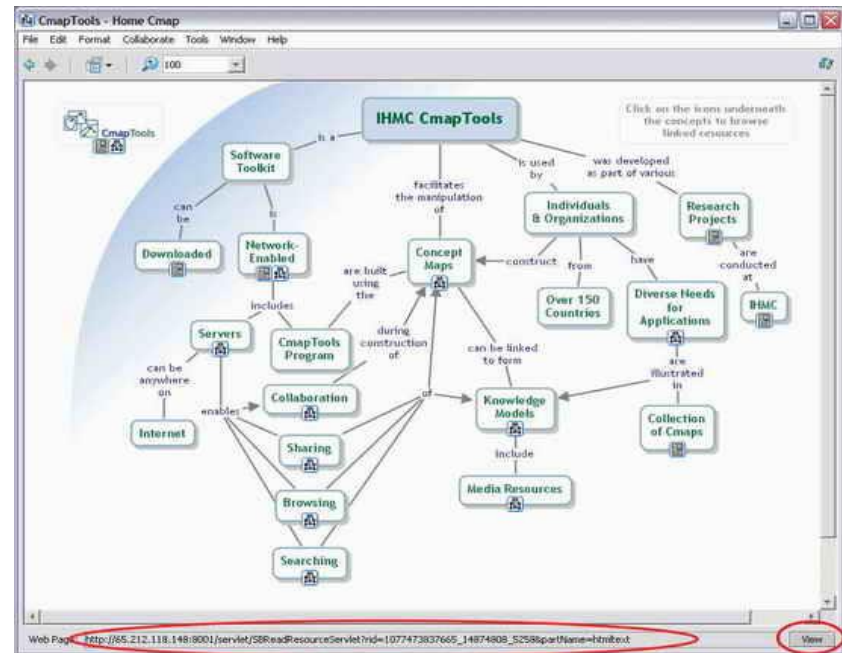 CmapTools - Home Cmap
File Edit Format Collaborate Tools Window Help
100
CmapTools
IHMC CmapTools
Click on the icons underneath
the concepts to browse
linked resources
is a
Software
Toolkit
facilitates
the manipulation
of
is used
by
was developed
as part of various
can
be
is
Individuals
& Organizations
Research
Projects
Downloaded
Network-
Enabled
Concept
Maps
construct
from
have
are
conducted
at
are built
using
the
Over 150
Countries
Diverse Needs
for
Applications
IHMC
includes
Servers
CmapTools
Program
during
construction
of
can be linked
to form
can be
anywhere
on
are
illustrated
in
enables
Collaboration
of
Knowledge
Models
Internet
Collection
of Cmaps
Sharing
include
Browsing
Media Resources
Searching
Web Page: http://65.212.118.148:8001/servlet/SBReadResourceServlet?rid=1077473837665_14874808_5258&partName=htmltext
View